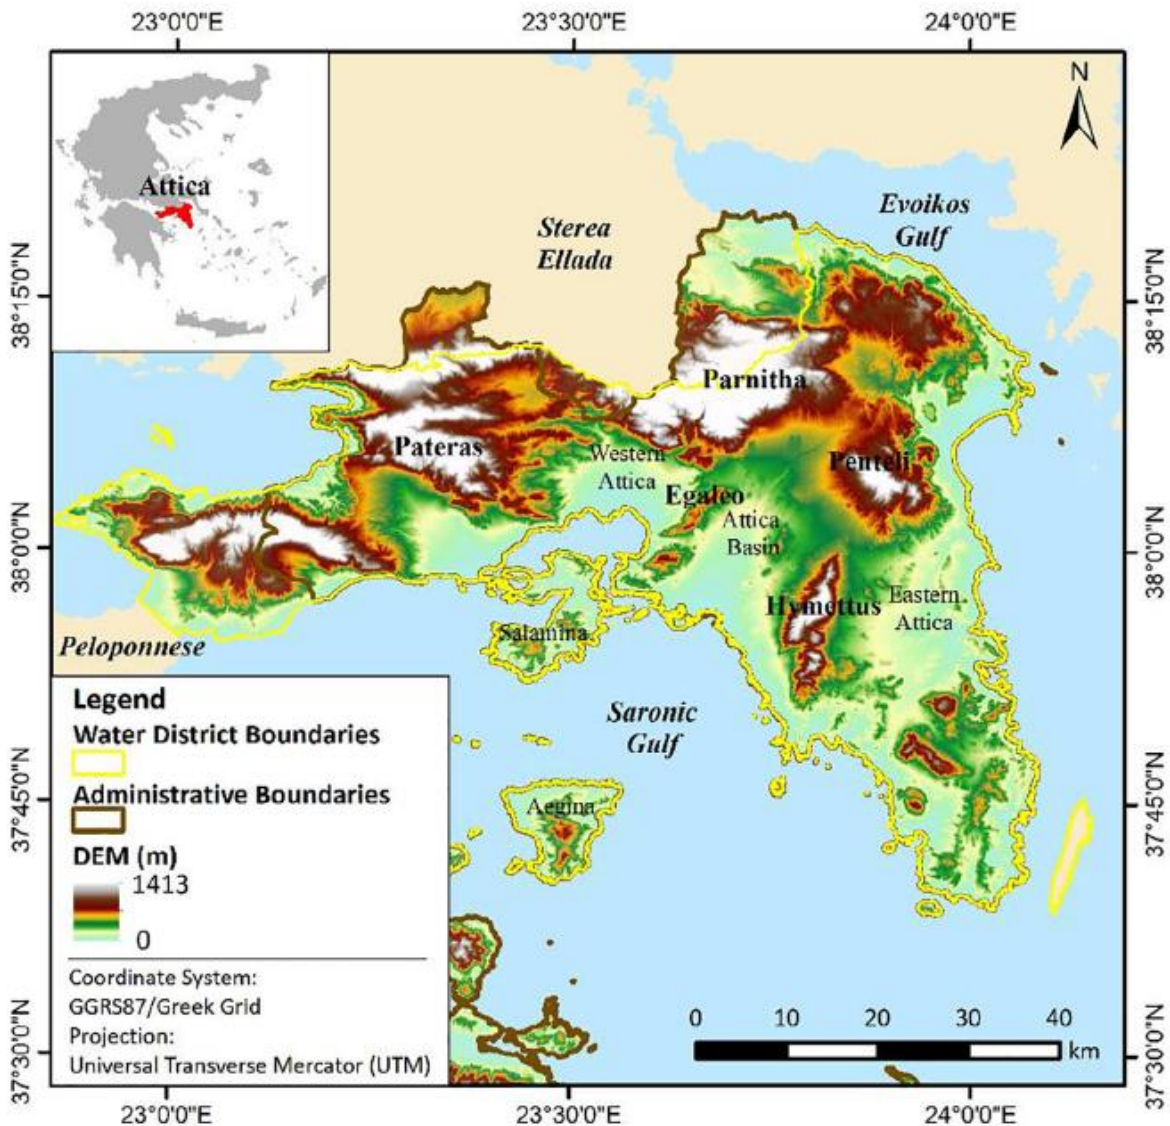 23°0'0"E
23°30'0"E
24°0'0"E
N
Attica
Evoikos
Gulf
Sterea
Ellada
38°15'0"N
38°15'0"N
Parnitha
Pateras
Western
Attica
Penteli
Egaleo
Attica
Basin
38°0'0"N
38°0'0"N
Hymettus
Eastern
Attica
Salamina
Peloponnese
Saronic
Gulf
Legend
Water District Boundaries
Administrative Boundaries
DEM (m)
1413
0
Coordinate System:
GGRS87/Greek Grid
Projection:
Universal Transverse Mercator (UTM)
Aegina
37°45'0"N
37°45'0"N
0 10 20 30 40
km
37°30'0"N
37°30'0"N
23°0'0"E
23°30'0"E
24°0'0"E